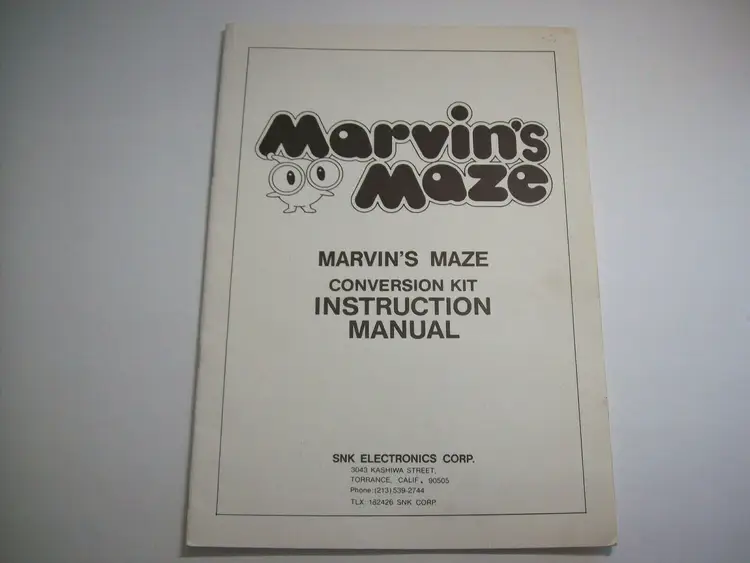 Marvin's
Maze
MARVIN'S MAZE
CONVERSION KIT
INSTRUCTION
MANUAL
SNK ELECTRONICS CORP.
3043 KASHIWA STREET,
TORRANCE, CALIF, 90505
Phone: (213) 539-2744
TLX. 182426 SNK CORP.